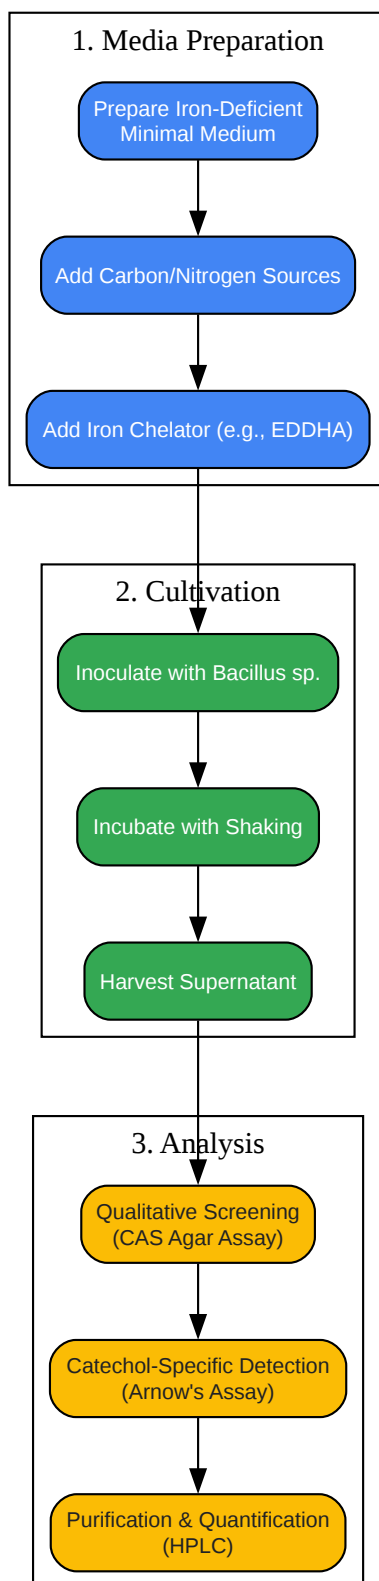 1. Media Preparation
Prepare Iron-Deficient
Minimal Medium
Add Carbon/Nitrogen Sources
Add Iron Chelator (e.g., EDDHA)
2. Cultivation
Inoculate with Bacillus sp.
Incubate with Shaking
Harvest Supernatant
3. Analysis
Qualitative Screening
(CAS Agar Assay)
Catechol-Specific Detection
(Arnow's Assay)
Purification & Quantification
(HPLC)